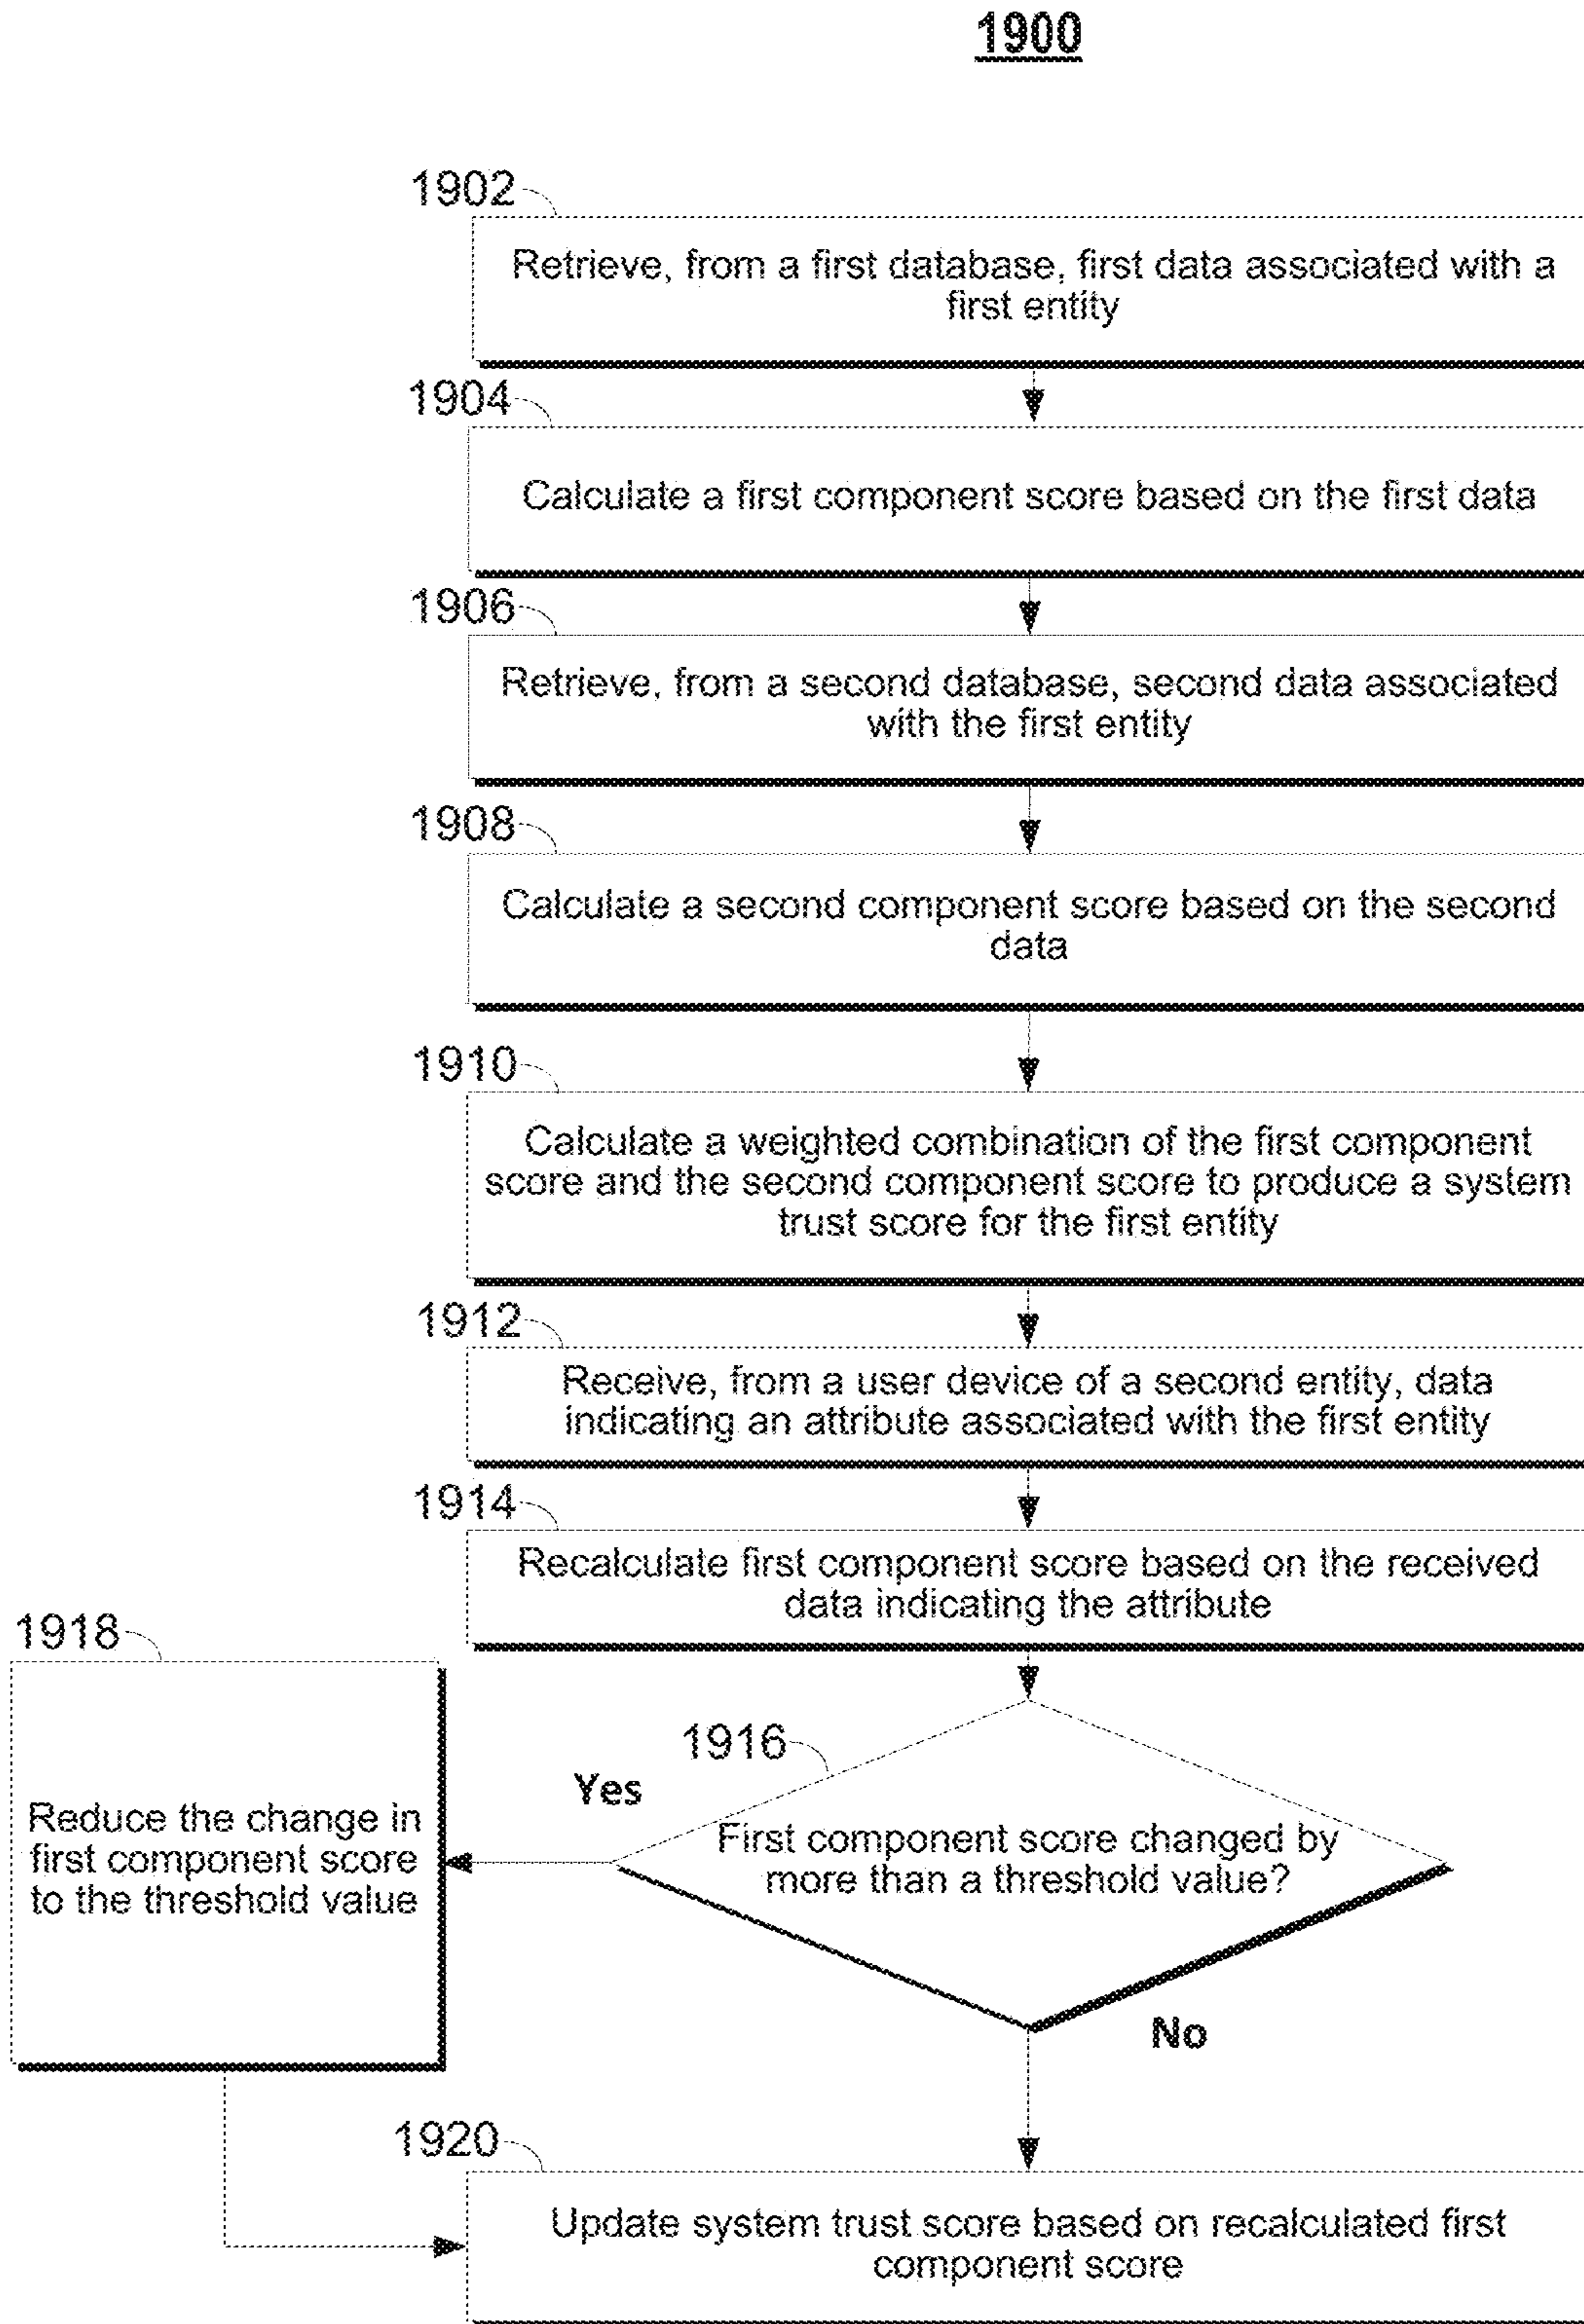 1900
1902
Retrieve, from a first database, first data associated with a
first entity
1904
Calculate a first component score based on the first data
1906
Retrieve, from a second database, second data associated
with the first entity
1908
Calculate a second component score based on the second
data
1910
Calculate a weighted combination of the first component
score and the second component score to produce a system
trust score for the first entity
1912
Receive, from a user device of a second entity, data
indicating an attribute associated with the first entity
1914
Recalculate first component score based on the received
data indicating the attribute
1916
First component score changed by
more than a threshold value?
Yes
1918
Reduce the change in
first component score
to the threshold value
No
1920
Update system trust score based on recalculated first
component score